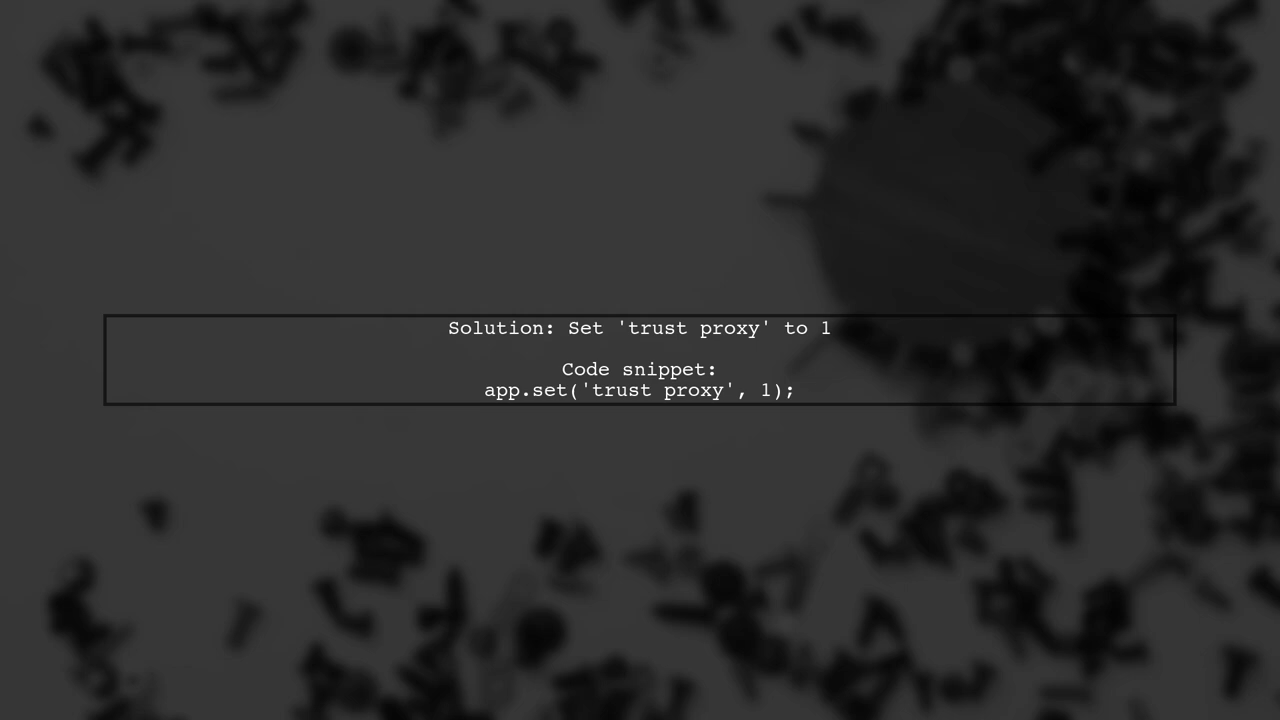 Solution: Set 'trust proxy' to 1
Code snippet:
app.set('trust proxy', 1);